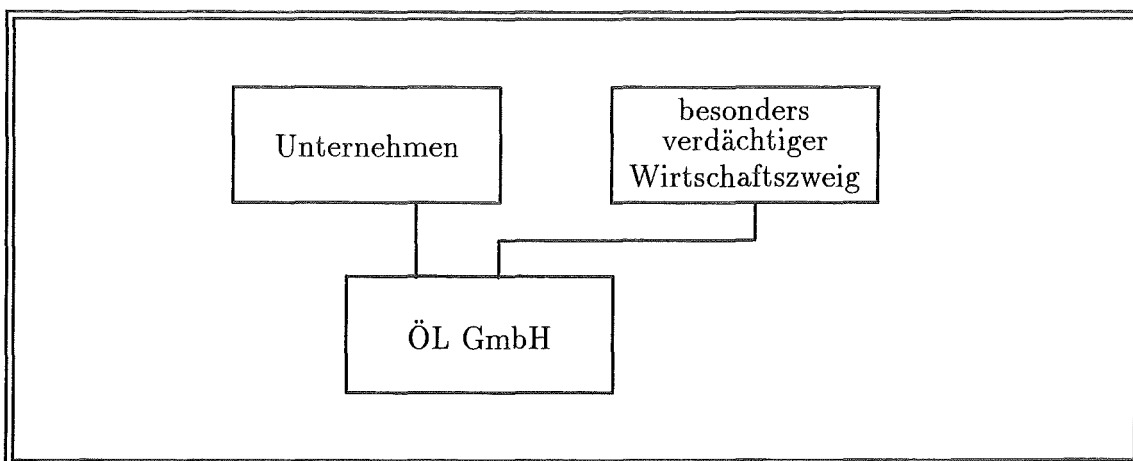 Unternehmen
besonders
verdächtiger
Wirtschaftszweig
ÖL GmbH